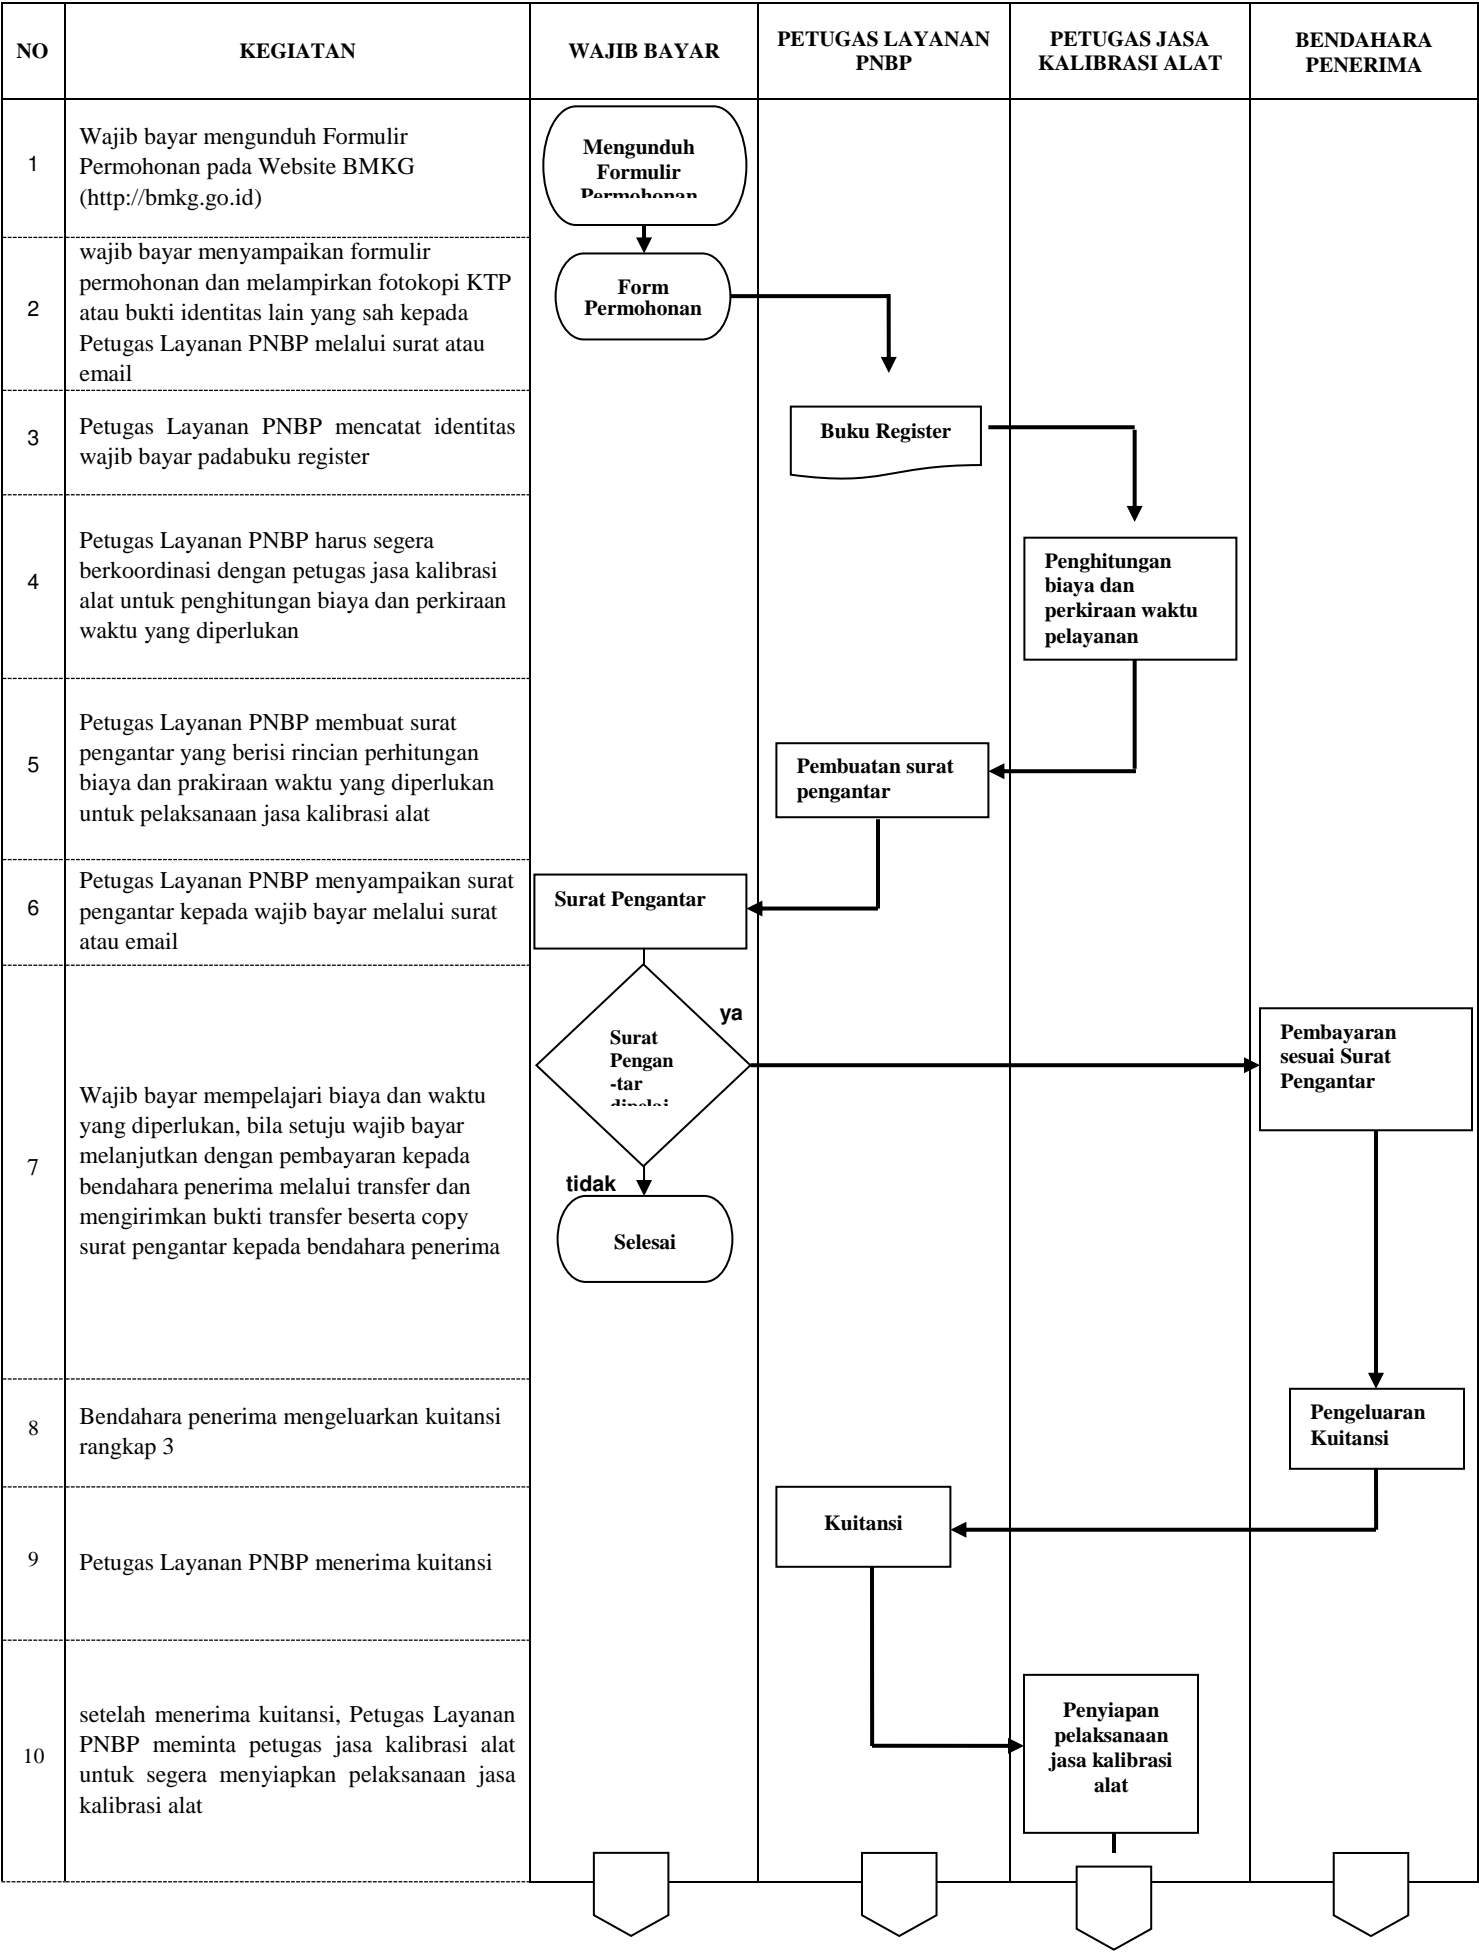 NO
KEGIATAN
WAJIB BAYAR
PETUGAS LAYANAN
PNBP
PETUGAS JASA
KALIBRASI ALAT
BENDAHARA
PENERIMA
1
Wajib bayar mengunduh Formulir
Permohonan pada Website BMKG
(http://bmkg.go.id)
Mengunduh
Formulir
Permohonan
2
wajib bayar menyampaikan formulir
permohonan dan melampirkan fotokopi KTP
atau bukti identitas lain yang sah kepada
Petugas Layanan PNBP melalui surat atau
email
Form
Permohonan
3
Petugas Layanan PNBP mencatat identitas
wajib bayar padabuku register
Buku Register
4
Petugas Layanan PNBP harus segera
berkoordinasi dengan petugas jasa kalibrasi
alat untuk penghitungan biaya dan perkiraan
waktu yang diperlukan
Penghitungan
biaya dan
perkiraan waktu
pelayanan
5
Petugas Layanan PNBP membuat surat
pengantar yang berisi rincian perhitungan
biaya dan prakiraan waktu yang diperlukan
untuk pelaksanaan jasa kalibrasi alat
Pembuatan surat
pengantar
6
Petugas Layanan PNBP menyampaikan surat
pengantar kepada wajib bayar melalui surat
atau email
Surat Pengantar
7
Wajib bayar mempelajari biaya dan waktu
yang diperlukan, bila setuju wajib bayar
melanjutkan dengan pembayaran kepada
bendahara penerima melalui transfer dan
mengirimkan bukti transfer beserta copy
surat pengantar kepada bendahara penerima
Surat
Pengan
-tar
dipelaj
ya
tidak
Selesai
Pembayaran
sesuai Surat
Pengantar
8
Bendahara penerima mengeluarkan kuitansi
rangkap 3
Pengeluaran
Kuitansi
9
Petugas Layanan PNBP menerima kuitansi
Kuitansi
10
setelah menerima kuitansi, Petugas Layanan
PNBP meminta petugas jasa kalibrasi alat
untuk segera menyiapkan pelaksanaan jasa
kalibrasi alat
Penyiapan
pelaksanaan
jasa kalibrasi
alat